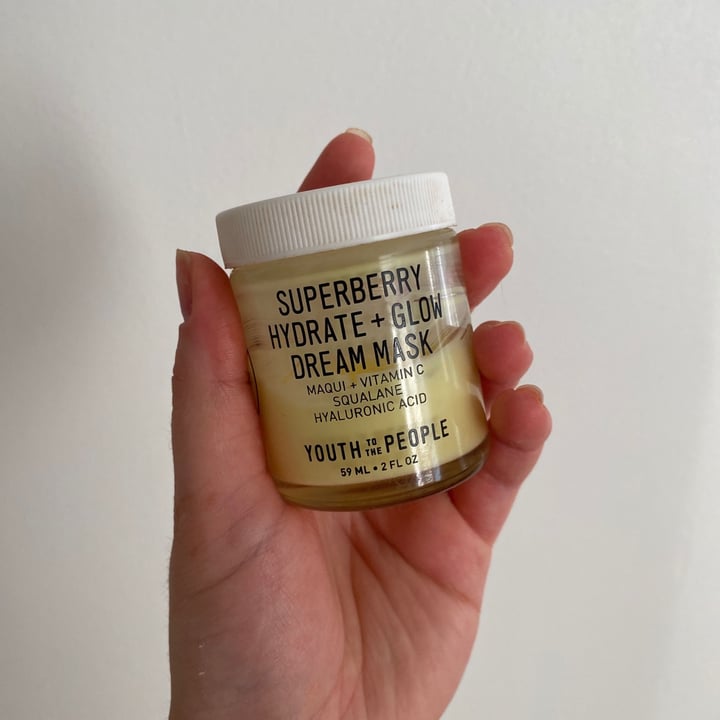 SUPERBERRY
HYDRATE + GLOW
DREAM MASK
MAQUI + VITAMIN C
SQUALANE
HYALURONIC ACID
YOUTH TO THE PEOPLE
59 ML • 2 FL OZ